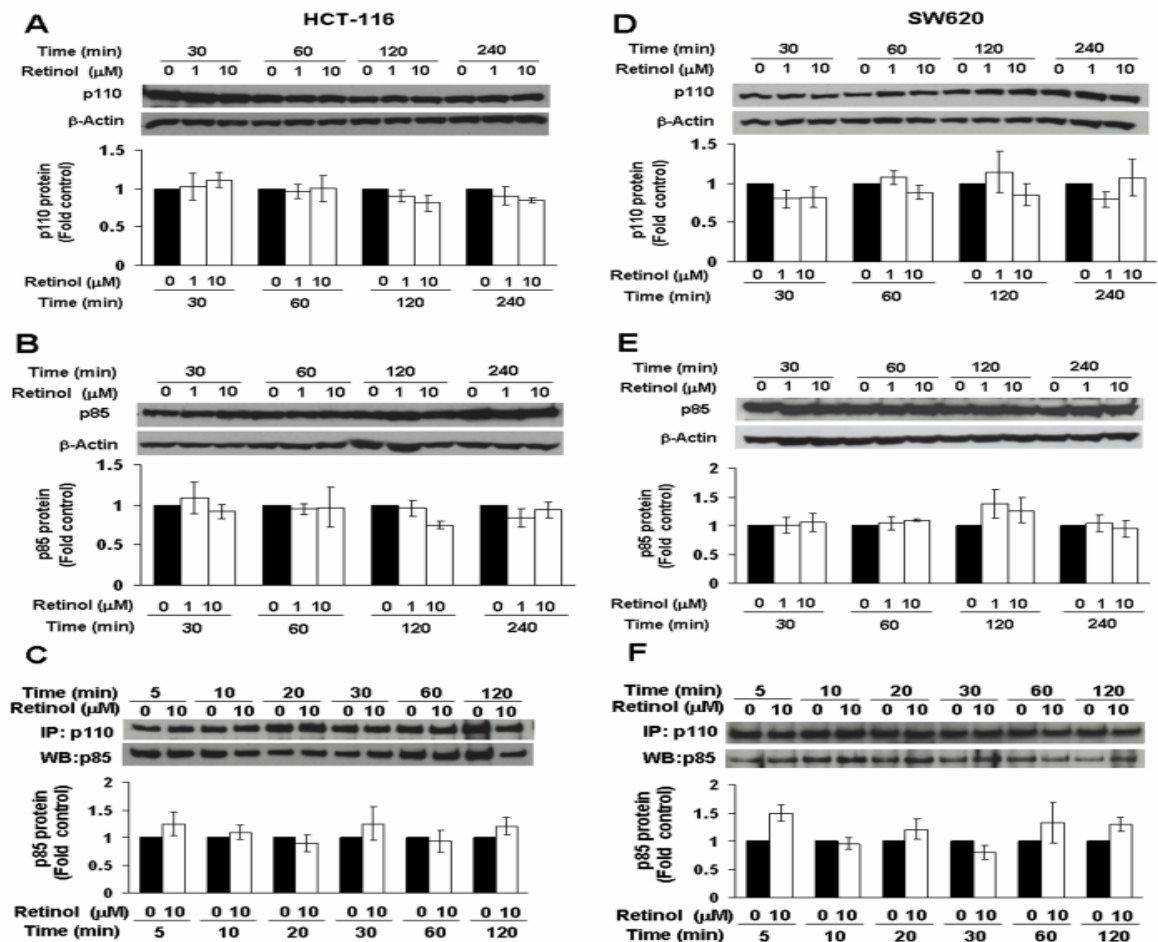 HCT-116
A
Time (min) 30 60 120 240
Retinol (μM) 0 1 10 0 1 10 0 1 10 0 1 10
p110
β-Actin
1.5
1
0.5
0
p110 protein
(Fold control)
Retinol (μM) 0 1 10 0 1 10 0 1 10 0 1 10
Time (min) 30 60 120 240
B
Time (min) 30 60 120 240
Retinol (μM) 0 1 10 0 1 10 0 1 10 0 1 10
p85
β-Actin
1.5
1
0.5
0
p85 protein
(Fold control)
Retinol (μM) 0 1 10 0 1 10 0 1 10 0 1 10
Time (min) 30 60 120 240
C
Time (min) 5 10 20 30 60 120
Retinol (μM) 0 10 0 10 0 10 0 10 0 10 0 10
IP: p110
WB:p85
2
1.5
1
0.5
0
p85 protein
(Fold control)
Retinol (μM) 0 10 0 10 0 10 0 10 0 10 0 10
Time (min) 5 10 20 30 60 120
SW620
D
Time (min) 30 60 120 240
Retinol (μM) 0 1 10 0 1 10 0 1 10 0 1 10
p110
β-Actin
1.5
1
0.5
0
p110 protein
(Fold control)
Retinol (μM) 0 1 10 0 1 10 0 1 10 0 1 10
Time (min) 30 60 120 240
E
Time (min) 30 60 120 240
Retinol (μM) 0 1 10 0 1 10 0 1 10 0 1 10
p85
β-Actin
2
1.5
1
0.5
0
p85 protein
(Fold control)
Retinol (μM) 0 1 10 0 1 10 0 1 10 0 1 10
Time (min) 30 60 120 240
F
Time (min) 5 10 20 30 60 120
Retinol (μM) 0 10 0 10 0 10 0 10 0 10 0 10
IP: p110
WB:p85
2
1.5
1
0.5
0
p85 protein
(Fold control)
Retinol (μM) 0 10 0 10 0 10 0 10 0 10 0 10
Time (min) 5 10 20 30 60 120